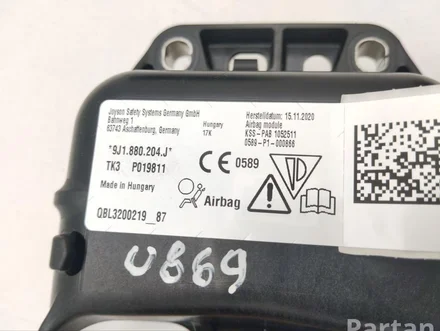 Joyson Safety Systems Germany GmbH
Bahnweg 1
63743 Aschaffenburg, Germany
Hungary
17K
Herstelldatum: 15.11.2020
Airbag module
KSS-PAB 1052511
0589-P1-000866
*9J1.880.204.J*
TK3 P019811
CE 0589
Made in Hungary
Airbag
QBL3200219_87
U869
Partan